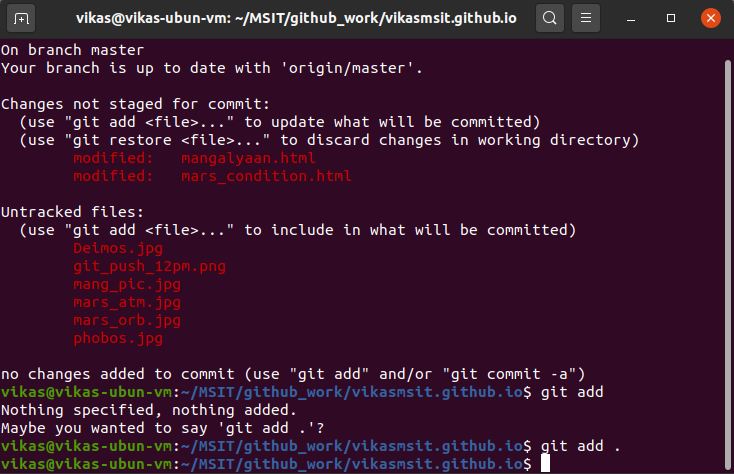 vikas@vikas-ubun-vm: ~/MSIT/github_work/vikasmsit.github.io
On branch master
Your branch is up to date with 'origin/master'.
Changes not staged for commit:
(use "git add <file>..." to update what will be committed)
(use "git restore <file>..." to discard changes in working directory)
modified: mangalyaan.html
modified: mars_condition.html
Untracked files:
(use "git add <file>..." to include in what will be committed)
Deimos.jpg
git_push_12pm.png
mang_pic.jpg
mars_atm.jpg
mars_orb.jpg
phobos.jpg
no changes added to commit (use "git add" and/or "git commit -a")
vikas@vikas-ubun-vm:~/MSIT/github_work/vikasmsit.github.io$ git add
Nothing specified, nothing added.
Maybe you wanted to say 'git add .'?
vikas@vikas-ubun-vm:~/MSIT/github_work/vikasmsit.github.io$ git add .
vikas@vikas-ubun-vm:~/MSIT/github_work/vikasmsit.github.io$